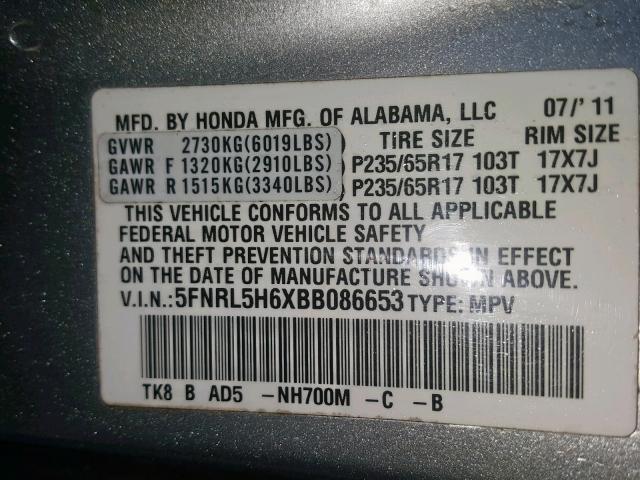 MFD. BY HONDA MFG. OF ALABAMA, LLC 07/' 11
GVWR 2730KG(6019LBS) TIRE SIZE RIM SIZE
GAWR F 1320KG(2910LBS) P235/65R17 103T 17X7J
GAWR R 1515KG(3340LBS) P235/65R17 103T 17X7J
THIS VEHICLE CONFORMS TO ALL APPLICABLE
FEDERAL MOTOR VEHICLE SAFETY
AND THEFT PREVENTION STANDARDS IN EFFECT
ON THE DATE OF MANUFACTURE SHOWN ABOVE.
V.I.N.:5FNRL5H6XBB086653 TYPE: MPV
TK8 B AD5 -NH700M -C -B